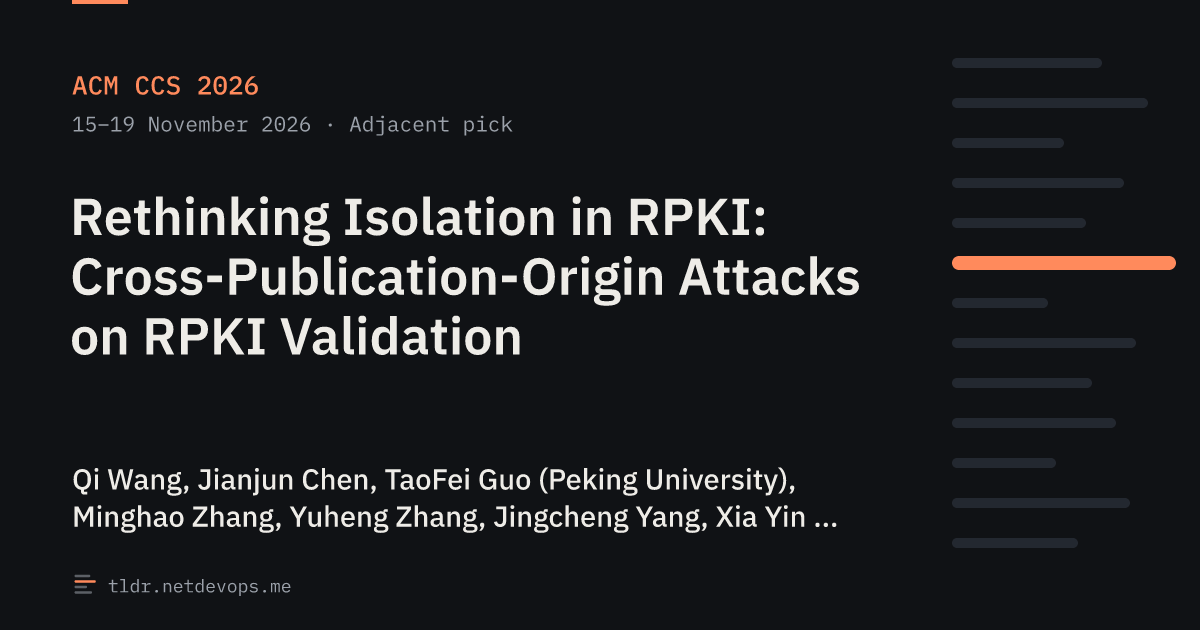 ACM CCS 2026
15–19 November 2026 · Adjacent pick
Rethinking Isolation in RPKI:
Cross-Publication-Origin Attacks
on RPKI Validation
Qi Wang, Jianjun Chen, TaoFei Guo (Peking University),
Minghao Zhang, Yuheng Zhang, Jingcheng Yang, Xia Yin ...
tldr.netdevops.me